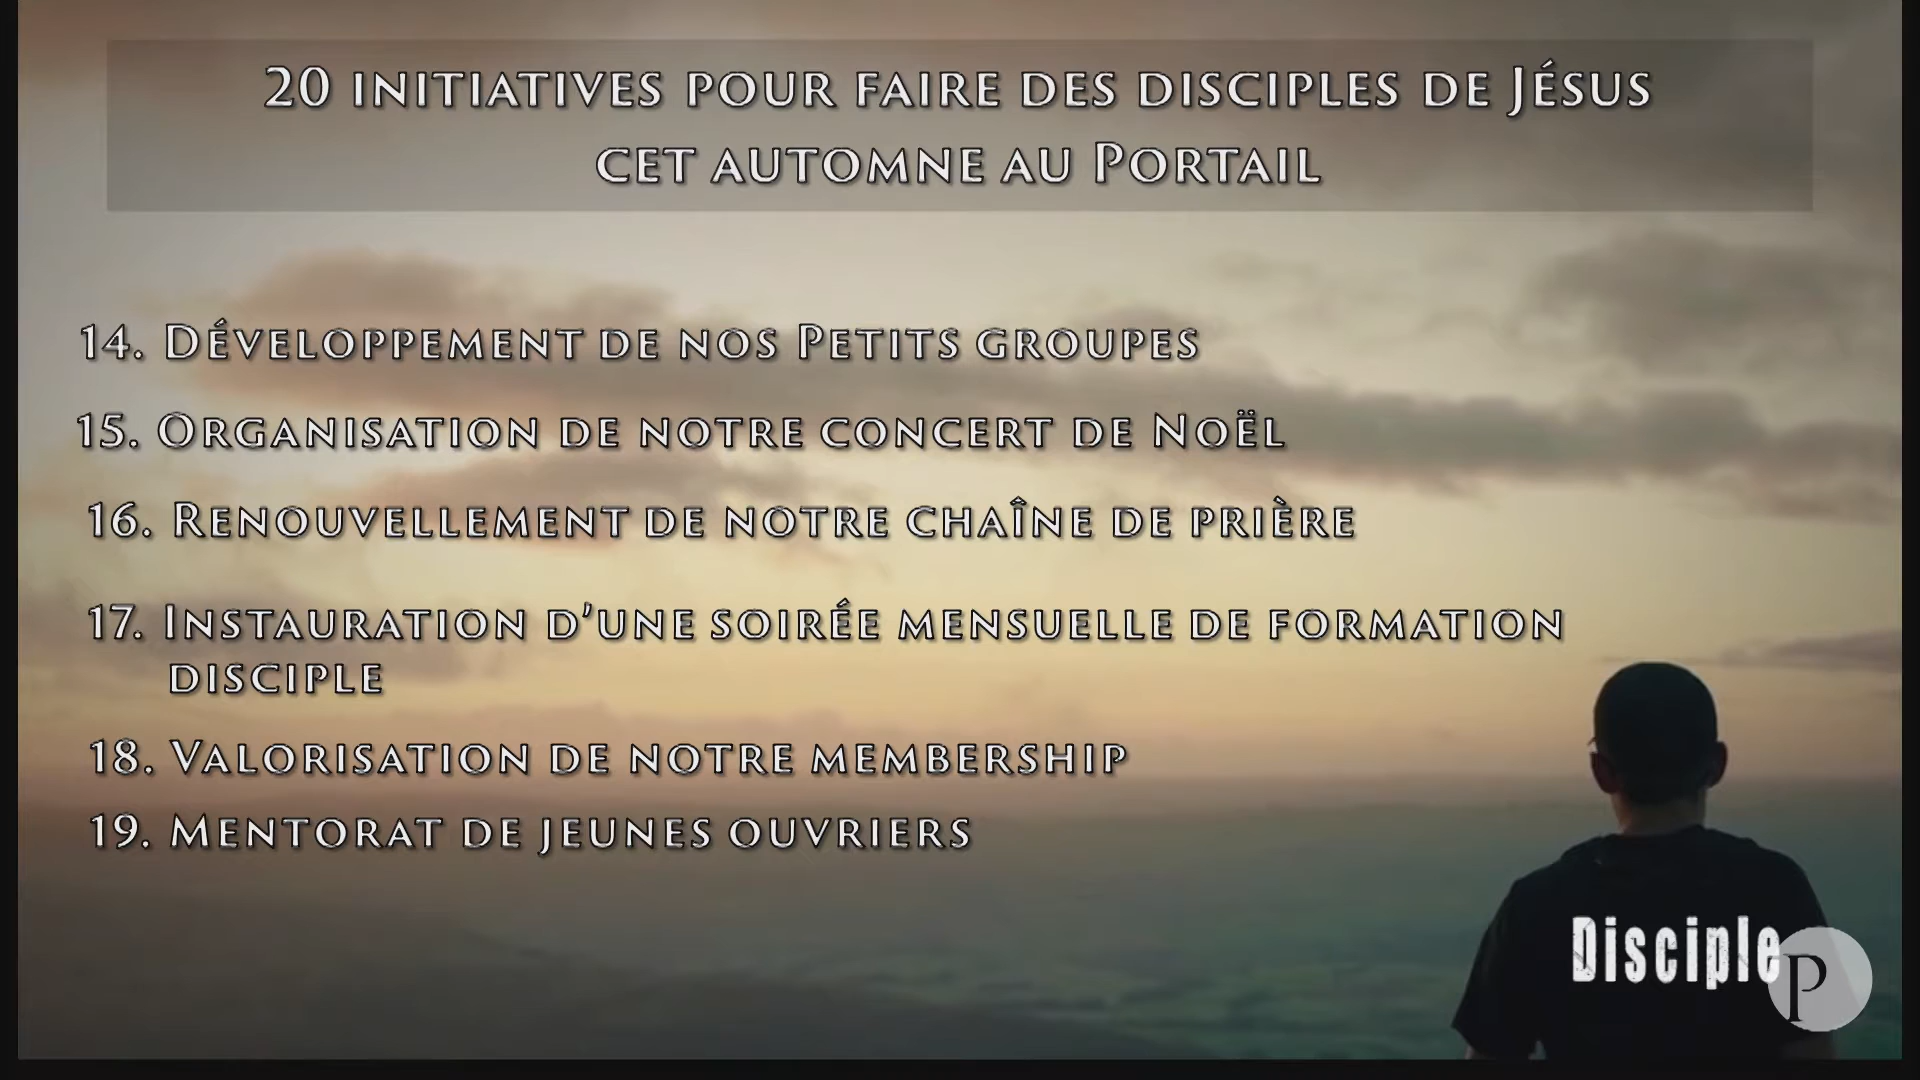 20 initiatives pour faire des disciples de Jésus
cet automne au Portail
14. Développement de nos Petits groupes
15. Organisation de notre concert de Noël
16. Renouvellement de notre chaîne de prière
17. Instauration d'une soirée mensuelle de formation
disciple
18. Valorisation de notre membership
19. Mentorat de jeunes ouvriers
Disciple
P